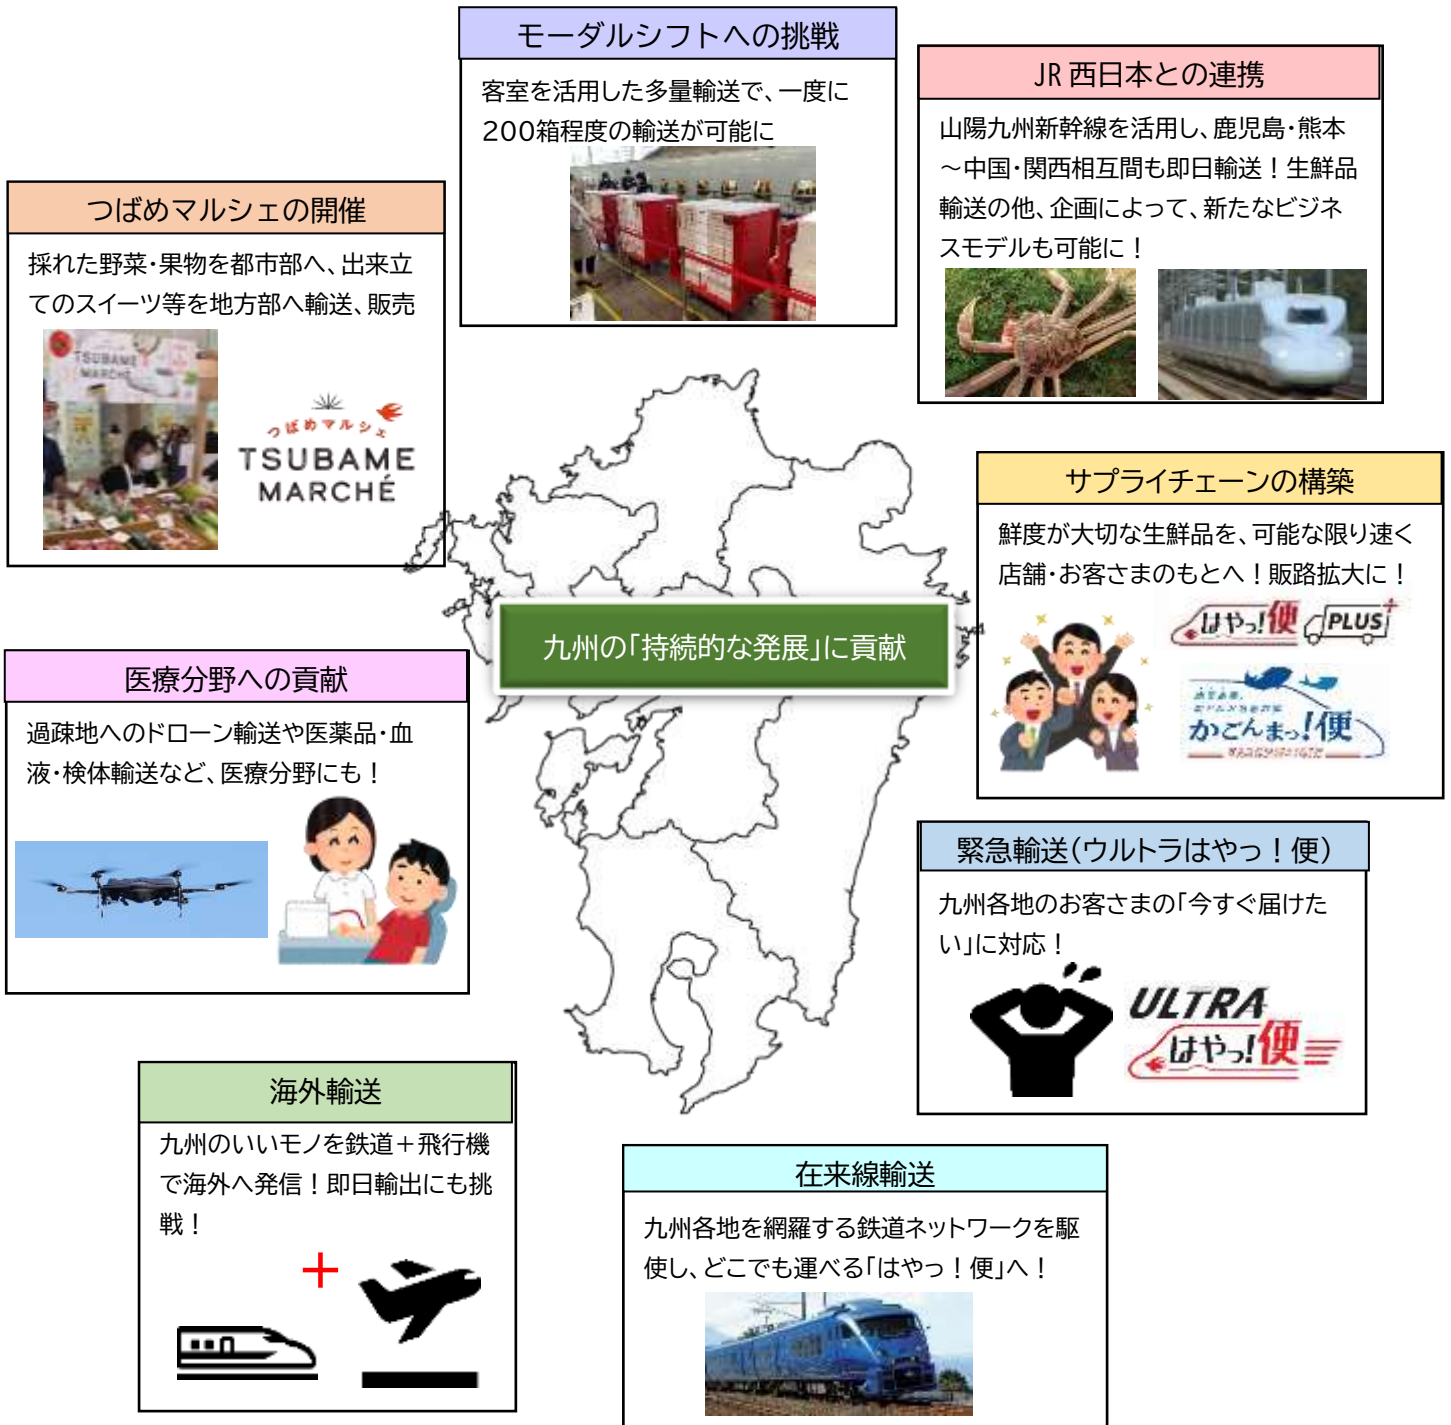 モーダルシフトへの挑戦
客室を活用した多量輸送で、一度に
200箱程度の輸送が可能に
JR 西日本との連携
山陽九州新幹線を活用し、鹿児島・熊本
～中国・関西相互間も即日輸送！生鮮品
輸送の他、企画によって、新たなビジネ
スモデルも可能に！
つばめマルシェの開催
採れた野菜・果物を都市部へ、出来立
てのスイーツ等を地方部へ輸送、販売
TSUBAME
MARCHÉ
つばめマルシェ
TSUBAME
MARCHÉ
サプライチェーンの構築
鮮度が大切な生鮮品を、可能な限り速く
店舗・お客さまのもとへ！販路拡大に！
はやっ!便 PLUS+
かごんまっ!便
九州の「持続的な発展」に貢献
医療分野への貢献
過疎地へのドローン輸送や医薬品・血
液・検体輸送など、医療分野にも！
緊急輸送（ウルトラはやっ！便）
九州各地のお客さまの「今すぐ届けた
い」に対応！
ULTRA
はやっ!便
海外輸送
九州のいいモノを鉄道＋飛行機
で海外へ発信！即日輸出にも挑
戦！
+
在来線輸送
九州各地を網羅する鉄道ネットワークを駆
使し、どこでも運べる「はやっ！便」へ！